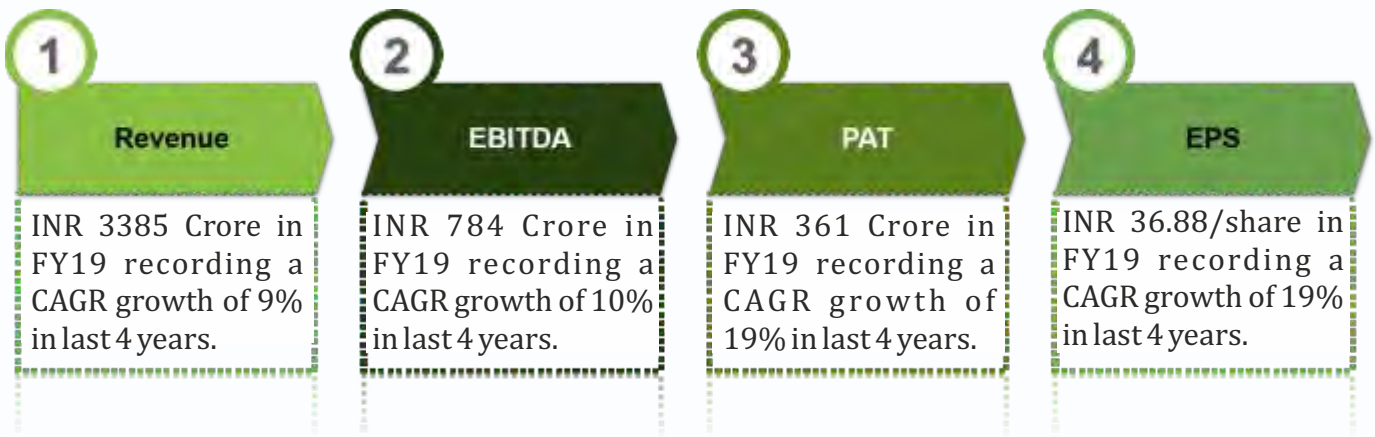 1
Revenue
INR 3385 Crore in
FY19 recording a
CAGR growth of 9%
in last 4 years.
2
EBITDA
INR 784 Crore in
FY19 recording a
CAGR growth of 10%
in last 4 years.
3
PAT
INR 361 Crore in
FY19 recording a
CAGR growth of
19% in last 4 years.
4
EPS
INR 36.88/share in
FY19 recording a
CAGR growth of 19%
in last 4 years.